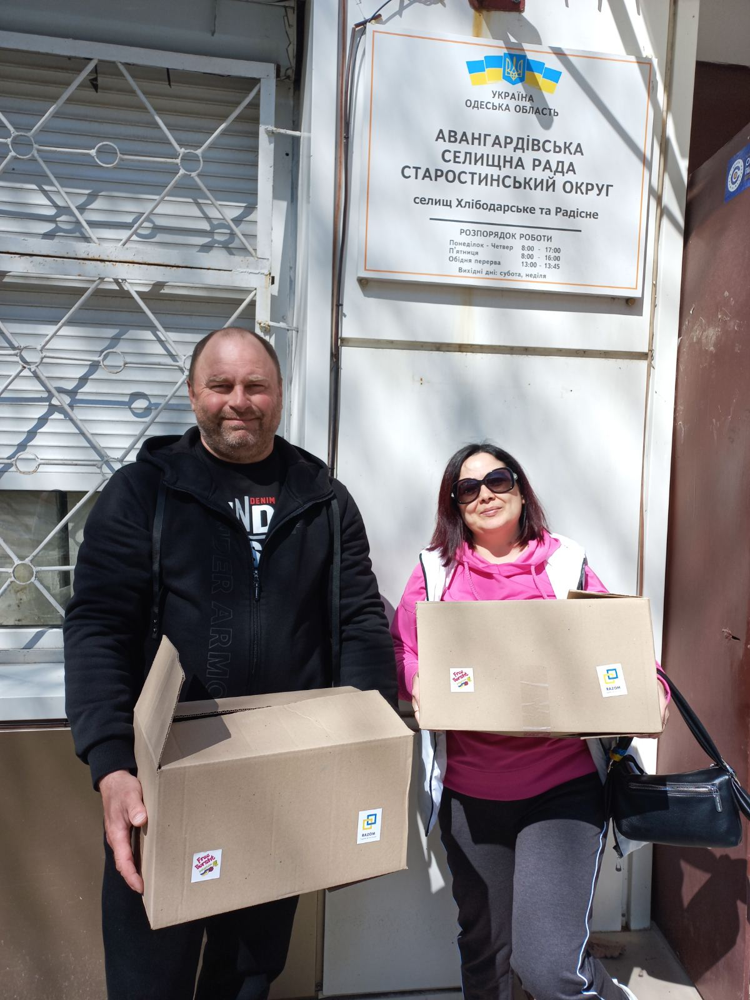 УКРАЇНА
ОДЕСЬКА ОБЛАСТЬ
АВАНГАРДІВСЬКА
СЕЛИЩНА РАДА
СТАРОСТИНСЬКИЙ ОКРУГ
селищ Хлібодарське та Радісне
РОЗПОРЯДОК РОБОТИ
Понеділок - Четвер 8:00 - 17:00
П'ятниця 8:00 - 16:00
Обідня перерва 13:00 - 13:45
Вихідні дні: субота, неділя
DENIM
UNDER ARMO
Free
Borsht
RAZOM
Free
Borsht
RAZOM